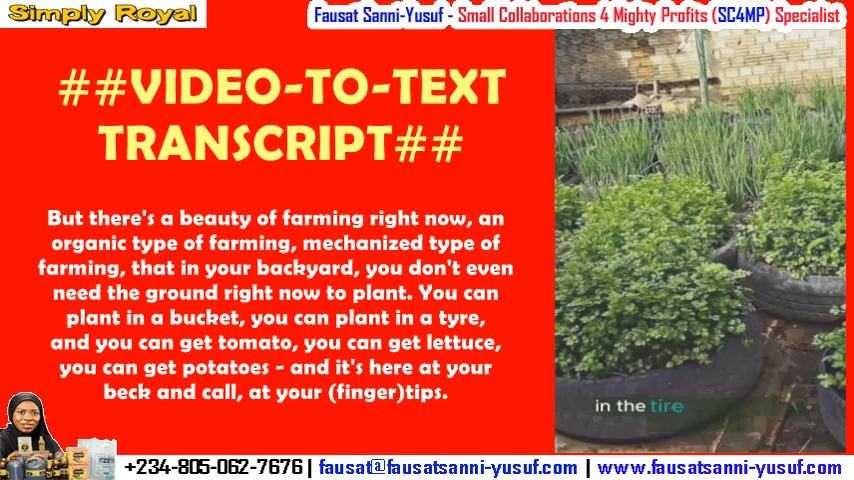 Simply Royal
Fausat Sanni-Yusuf - Small Collaborations 4 Mighty Profits (SC4MP) Specialist
##VIDEO-TO-TEXT
TRANSCRIPT##
But there's a beauty of farming right now, an
organic type of farming, mechanized type of
farming, that in your backyard, you don't even
need the ground right now to plant. You can
plant in a bucket, you can plant in a tyre,
and you can get tomato, you can get lettuce,
you can get potatoes - and it's here at your
beck and call, at your (finger)tips.
in the tire
+234-805-062-7676 | fausat@fausatsanni-yusuf.com | www.fausatsanni-yusuf.com